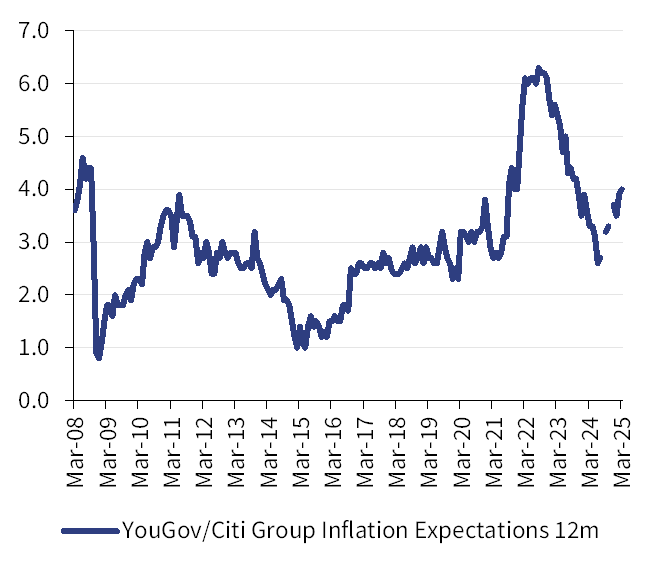 7.0
6.0
5.0
4.0
3.0
2.0
1.0
0.0
Mar-08
Mar-09
Mar-10
Mar-11
Mar-12
Mar-13
Mar-14
Mar-15
Mar-16
Mar-17
Mar-18
Mar-19
Mar-20
Mar-21
Mar-22
Mar-23
Mar-24
Mar-25
YouGov/Citi Group Inflation Expectations 12m